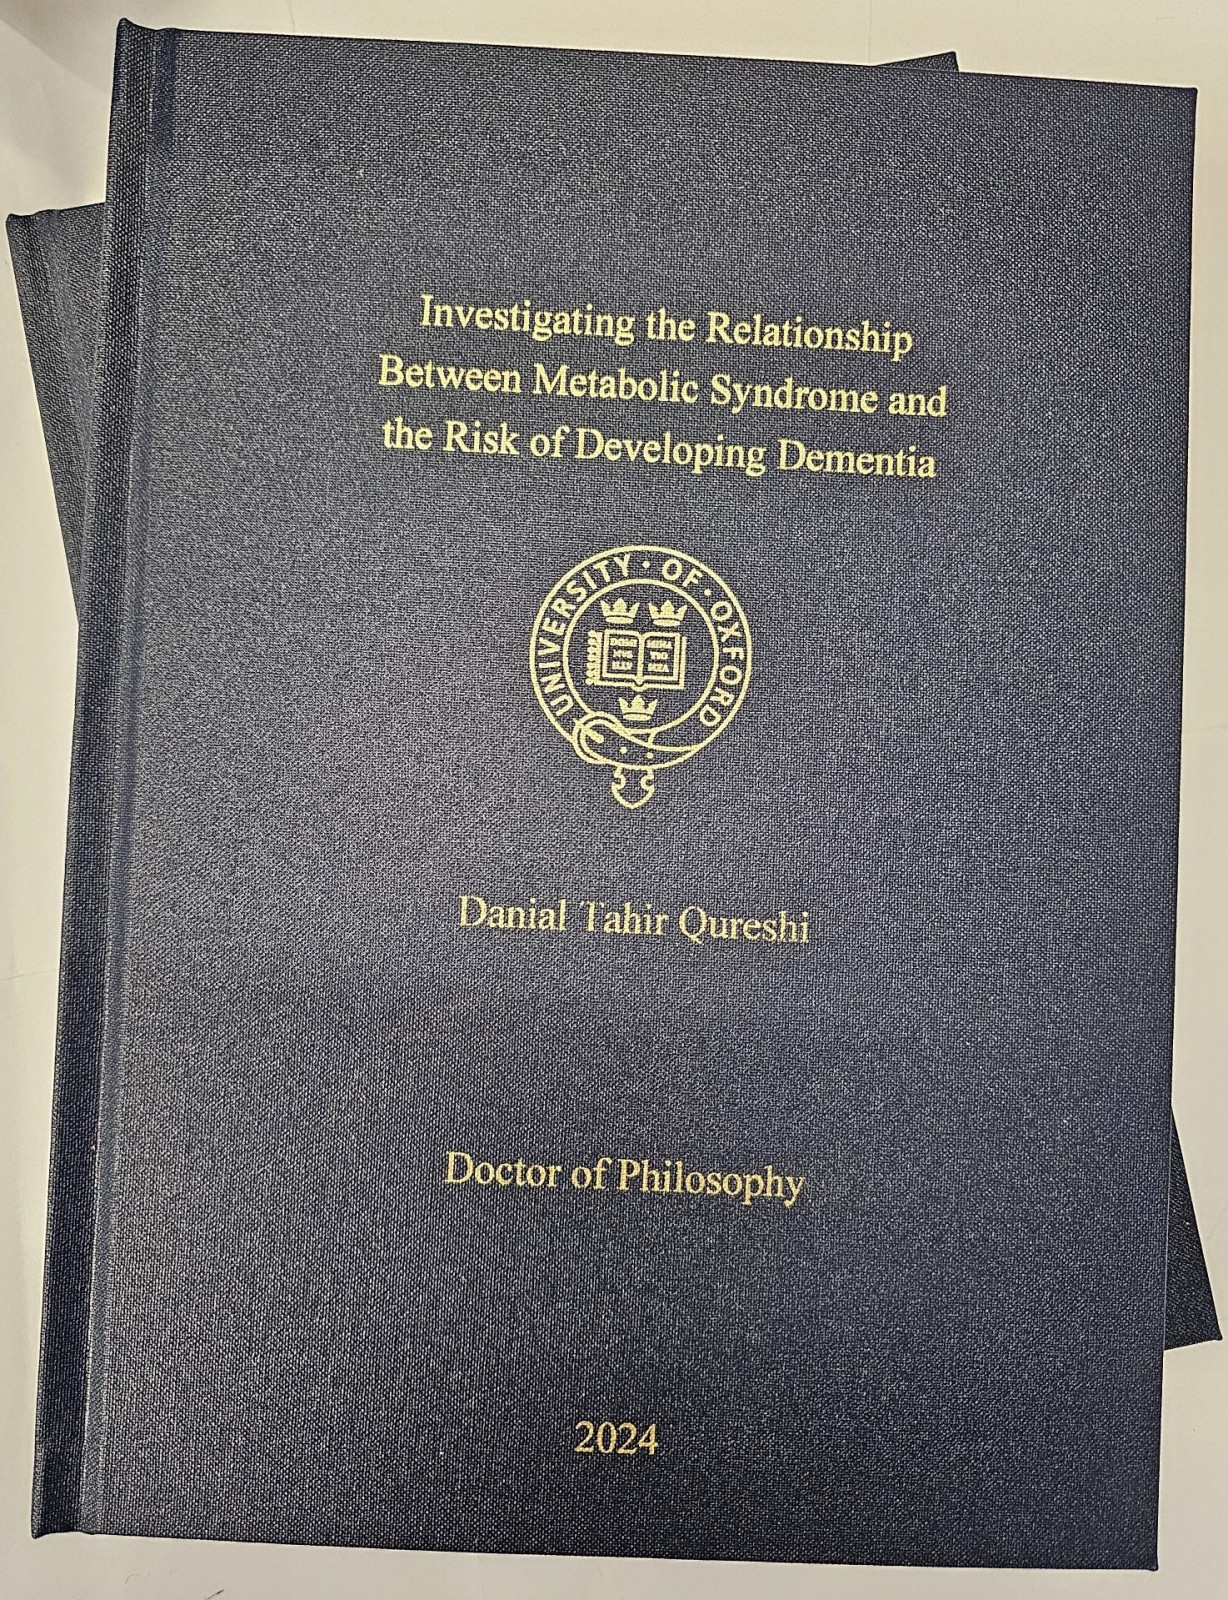 Investigating the Relationship
Between Metabolic Syndrome and
the Risk of Developing Dementia
UNIVERSITY · OF · OXFORD
Danial Tahir Qureshi
Doctor of Philosophy
2024